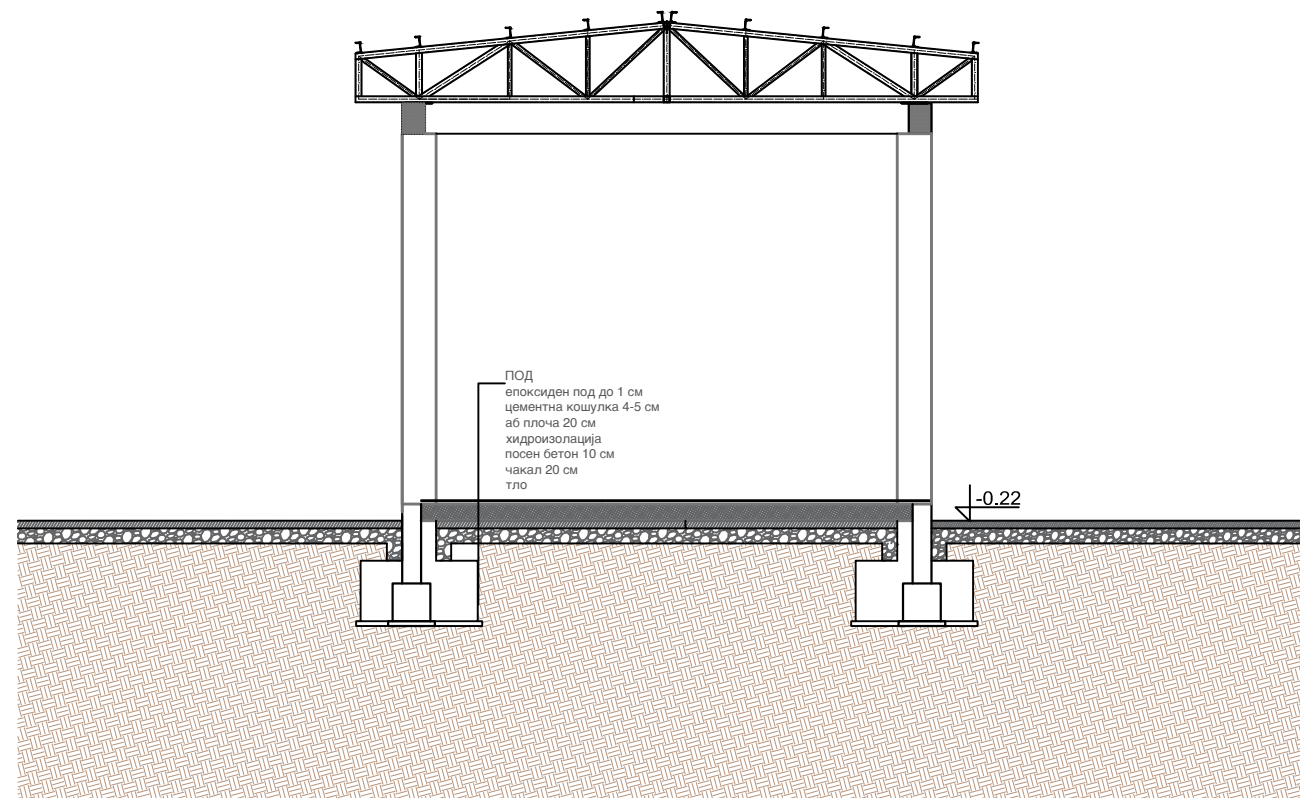 ПОД
епоксиден под до 1 см
цементна кошулка 4-5 см
аб плоча 20 см
хидроизолација
посен бетон 10 см
чакал 20 см
тло
-0.22